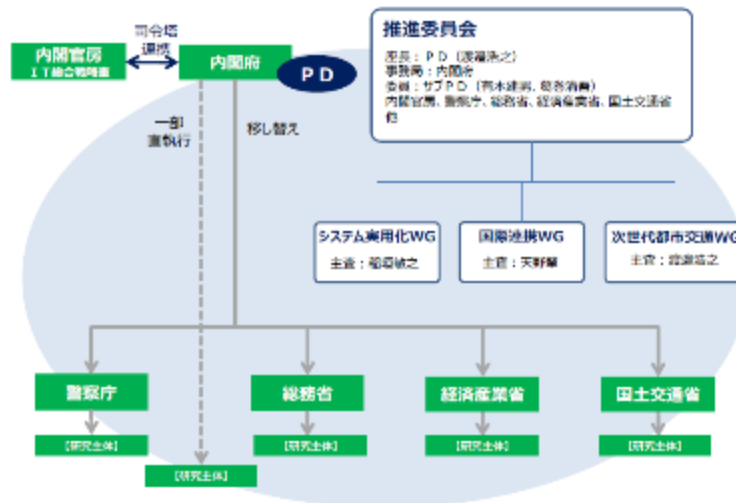 内閣官房
IT総合戦略室
司令塔
連携
内閣府
PD
一部
直執行
移し替え
推進委員会
座長:PD(渡邉浩之)
事務局:内閣府
委員:サブPD
内閣官房、警察庁、総務省、経済産業省、国土交通省
他
システム実用化WG
主査:稲垣敏之
国際連携WG
主査:天野肇
次世代都市交通WG
主査:渡邉浩之
警察庁
総務省
経済産業省
国土交通省
【研究主体】
【研究主体】
【研究主体】
【研究主体】
【研究主体】